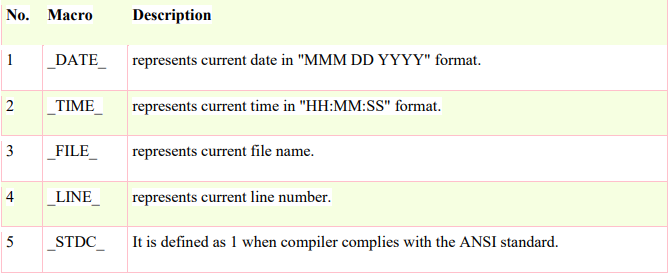 No. Macro Description
1 _DATE_ represents current date in "MMM DD YYYY" format.
2 _TIME_ represents current time in "HH:MM:SS" format.
3 _FILE_ represents current file name.
4 _LINE_ represents current line number.
5 _STDC_ It is defined as 1 when compiler complies with the ANSI standard.